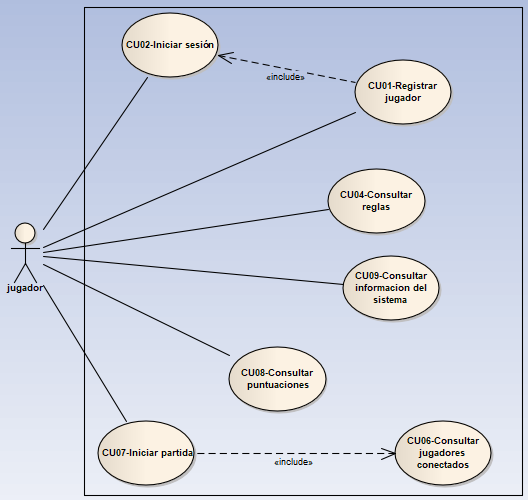 CU02-Iniciar sesión
«include»
CU01-Registrar
jugador
CU04-Consultar
reglas
jugador
CU09-Consultar
informacion del
sistema
CU08-Consultar
puntuaciones
CU07-Iniciar partida
«include»
CU06-Consultar
jugadores
conectados